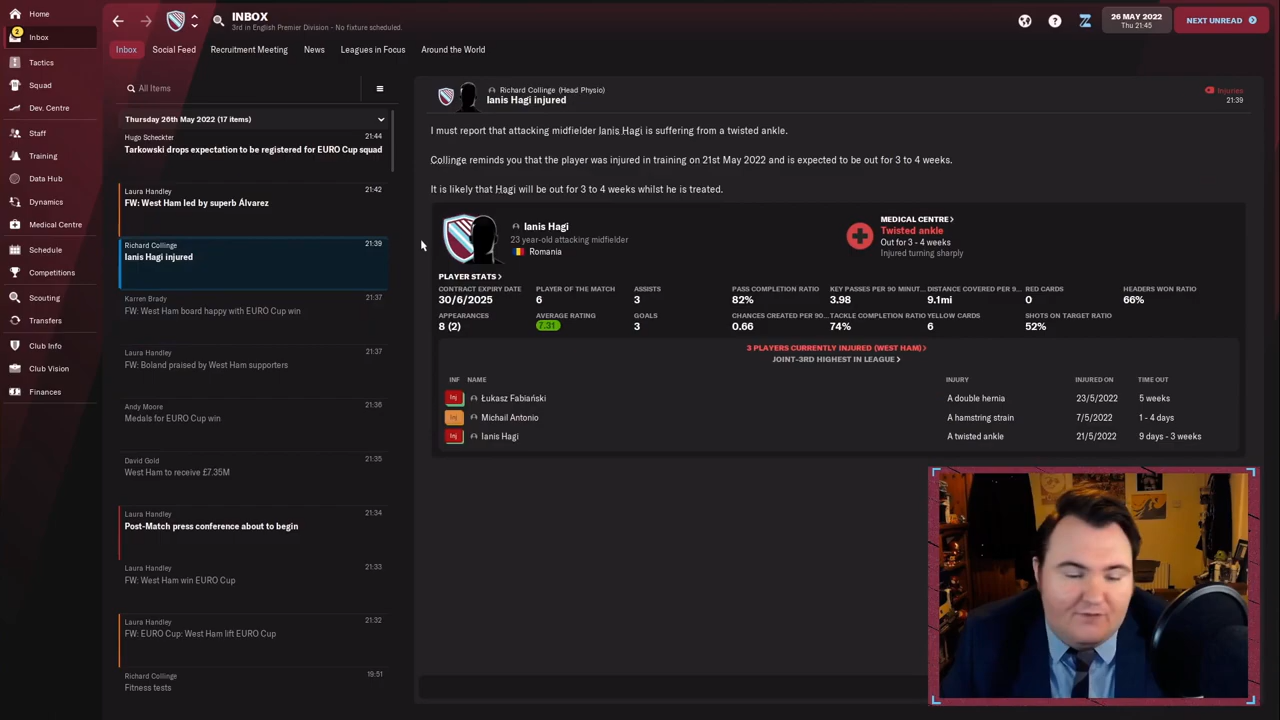 Home
2
Inbox
Tactics
Squad
Dev. Centre
Staff
Training
Data Hub
Dynamics
Medical Centre
Schedule
Competitions
Scouting
Transfers
Club Info
Club Vision
Finances
INBOX
3rd in English Premier Division - No fixture scheduled.
26 MAY 2022
Thu 21:45
NEXT UNREAD
Inbox
Social Feed
Recruitment Meeting
News
Leagues in Focus
Around the World
All Items
Thursday 26th May 2022 (17 items)
Hugo Scheckter 21:44
Tarkowski drops expectation to be registered for EURO Cup squad
Laura Handley 21:42
FW: West Ham led by superb Álvarez
Richard Collinge 21:39
Ianis Hagi injured
Karren Brady 21:37
FW: West Ham board happy with EURO Cup win
Laura Handley 21:37
FW: Boland praised by West Ham supporters
Andy Moore 21:36
Medals for EURO Cup win
David Gold 21:35
West Ham to receive £7.35M
Laura Handley 21:34
Post-Match press conference about to begin
Laura Handley 21:33
FW: West Ham win EURO Cup
Laura Handley 21:32
FW: EURO Cup: West Ham lift EURO Cup
Richard Collinge 19:51
Fitness tests
Richard Collinge (Head Physio)
Ianis Hagi injured
Injuries
21:39
I must report that attacking midfielder Ianis Hagi is suffering from a twisted ankle.
Collinge reminds you that the player was injured in training on 21st May 2022 and is expected to be out for 3 to 4 weeks.
It is likely that Hagi will be out for 3 to 4 weeks whilst he is treated.
Ianis Hagi
23 year-old attacking midfielder
Romania
MEDICAL CENTRE >
Twisted ankle
Out for 3 - 4 weeks
Injured turning sharply
PLAYER STATS >
CONTRACT EXPIRY DATE PLAYER OF THE MATCH ASSISTS PASS COMPLETION RATIO KEY PASSES PER 90 MINUT... DISTANCE COVERED PER 9... RED CARDS HEADERS WON RATIO
30/6/2025 6 3 82% 3.98 9.1mi 0 66%
APPEARANCES AVERAGE RATING GOALS CHANCES CREATED PER 90... TACKLE COMPLETION RATIO YELLOW CARDS SHOTS ON TARGET RATIO
8 (2) 7.31 3 0.66 74% 6 52%
3 PLAYERS CURRENTLY INJURED (WEST HAM) >
JOINT-3RD HIGHEST IN LEAGUE >
INF NAME INJURY INJURED ON TIME OUT
Inj Łukasz Fabiański A double hernia 23/5/2022 5 weeks
Inj Michail Antonio A hamstring strain 7/5/2022 1 - 4 days
Inj Ianis Hagi A twisted ankle 21/5/2022 9 days - 3 weeks